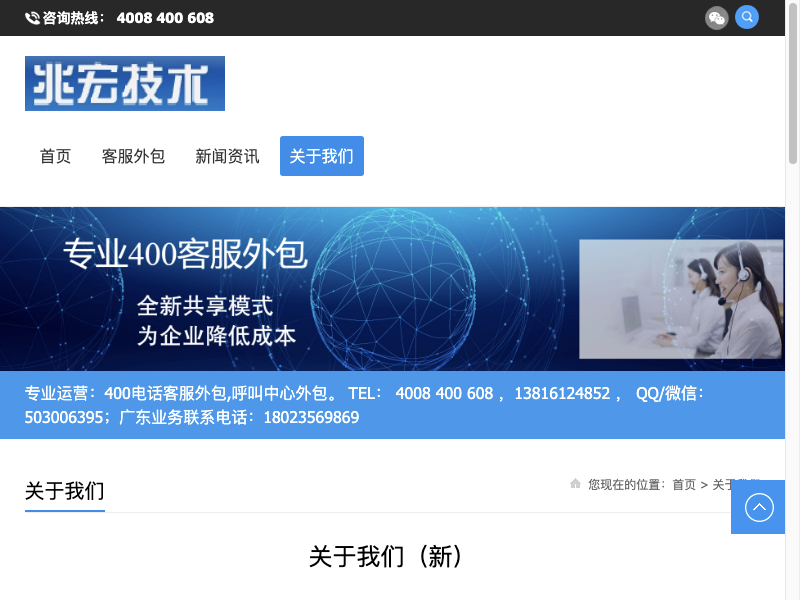 咨询热线： 4008 400 608
兆宏技术
首页 客服外包 新闻资讯 关于我们
专业400客服外包
全新共享模式
为企业降低成本
专业运营：400电话客服外包,呼叫中心外包。 TEL： 4008 400 608 ，13816124852 ， QQ/微信：
503006395；广东业务联系电话：18023569869
关于我们
您现在的位置：首页 > 关于
关于我们（新）